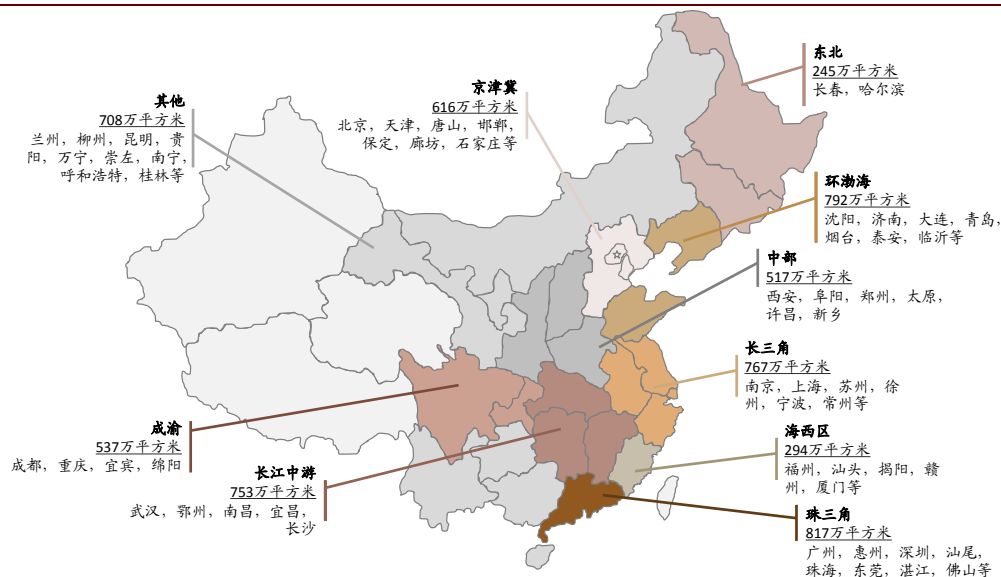 东北
245万平方米
长春，哈尔滨
京津冀
616万平方米
北京，天津，唐山，邯郸，
保定，廊坊，石家庄等
其他
708万平方米
兰州，柳州，昆明，贵
阳，万宁，崇左，南宁，
呼和浩特，桂林等
环渤海
792万平方米
沈阳，济南，大连，青岛，
烟台，泰安，临沂等
中部
517万平方米
西安，阜阳，郑州，太原，
许昌，新乡
长三角
767万平方米
南京，上海，苏州，徐
州，宁波，常州等
成渝
537万平方米
成都，重庆，宜宾，绵阳
海西区
294万平方米
福州，汕头，揭阳，赣
州，厦门等
长江中游
753万平方米
武汉，鄂州，南昌，宜昌，
长沙
珠三角
817万平方米
广州，惠州，深圳，汕尾，
珠海，东莞，湛江，佛山等